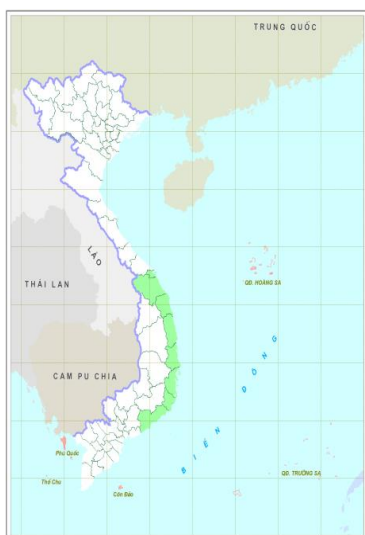 TRUNG QUỐC
LÀO
THÁI LAN
QĐ. HOÀNG SA
BIỂN ĐÔNG
CAM PU CHIA
Phú Quốc
QĐ. TRƯỜNG SA
Thổ Chu
Côn Đảo